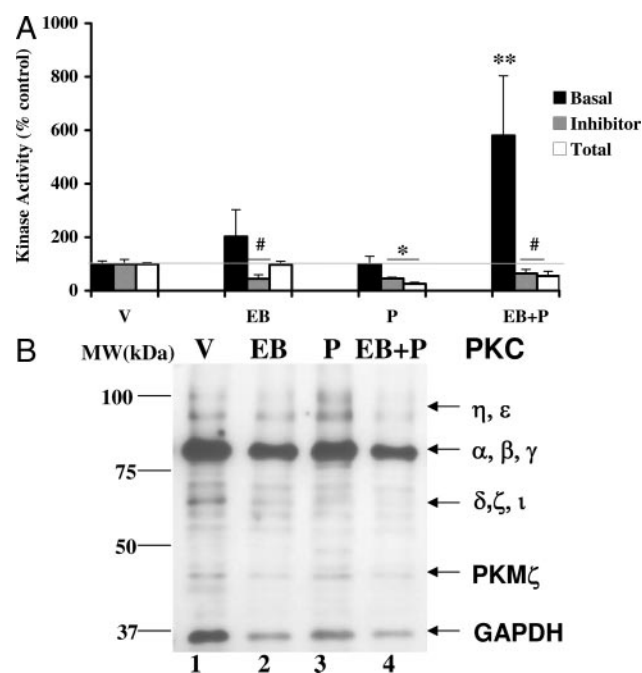 A
1000
800
600
400
200
0
Kinase Activity (% control)
**
#
*
#
Basal
Inhibitor
Total
V EB P EB+P
B
MW(kDa) V EB P EB+P PKC
100
75
50
37
η, ε
α, β, γ
δ,ζ, ι
PKMζ
GAPDH
1 2 3 4